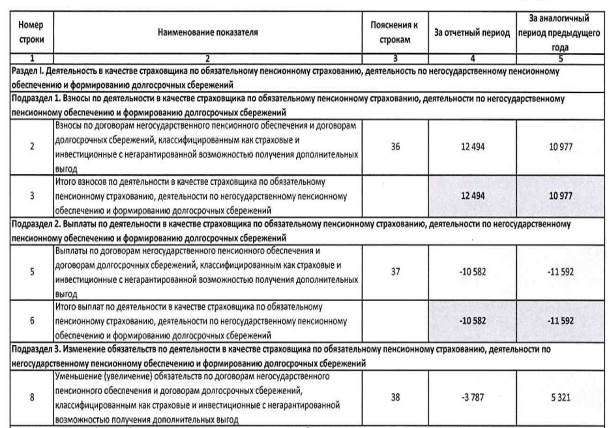 Номер строки Наименование показателя Пояснения к строкам За отчетный период За аналогичный период предыдущего года
1 2 3 4 5
Раздел I. Деятельность в качестве страховщика по обязательному пенсионному страхованию, деятельность по негосударственному пенсионному
обеспечению и формированию долгосрочных сбережений
Подраздел 1. Взносы по деятельности в качестве страховщика по обязательному пенсионному страхованию, деятельности по негосударственному
пенсионному обеспечению и формированию долгосрочных сбережений
Взносы по договорам негосударственного пенсионного обеспечения и договорам
долгосрочных сбережений, классифицированным как страховые и
2 инвестиционные с негарантированной возможностью получения дополнительных 36 12 494 10 977
выгод
Итого взносов по деятельности в качестве страховщика по обязательному
3 пенсионному страхованию, деятельности по негосударственному пенсионному 12 494 10 977
обеспечению и формированию долгосрочных сбережений
Подраздел 2. Выплаты по деятельности в качестве страховщика по обязательному пенсионному страхованию, деятельности по негосударственному
пенсионному обеспечению и формированию долгосрочных сбережений
Выплаты по договорам негосударственного пенсионного обеспечения и
5 договорам долгосрочных сбережений, классифицированным как страховые и 37 -10 582 -11 592
инвестиционные с негарантированной возможностью получения дополнительных
выгод
Итого выплат по деятельности в качестве страховщика по обязательному
6 пенсионному страхованию, деятельности по негосударственному пенсионному -10 582 -11 592
обеспечению и формированию долгосрочных сбережений
Подраздел 3. Изменение обязательств по деятельности в качестве страховщика по обязательному пенсионному страхованию, деятельности по
негосударственному пенсионному обеспечению и формированию долгосрочных сбережений
Уменьшение (увеличение) обязательств по договорам негосударственного
8 пенсионного обеспечения и договорам долгосрочных сбережений, 38 -3 787 5 321
классифицированным как страховые и инвестиционные с негарантированной
возможностью получения дополнительных выгод